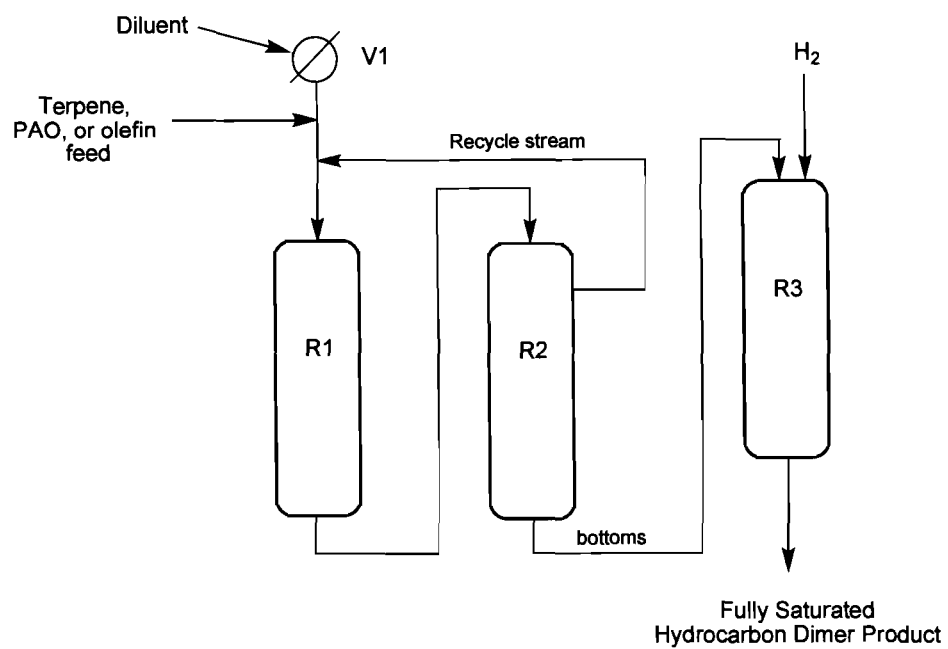 Diluent
V1
H2
Terpene,
PAO, or olefin
feed
Recycle stream
R1
R2
R3
bottoms
Fully Saturated
Hydrocarbon Dimer Product